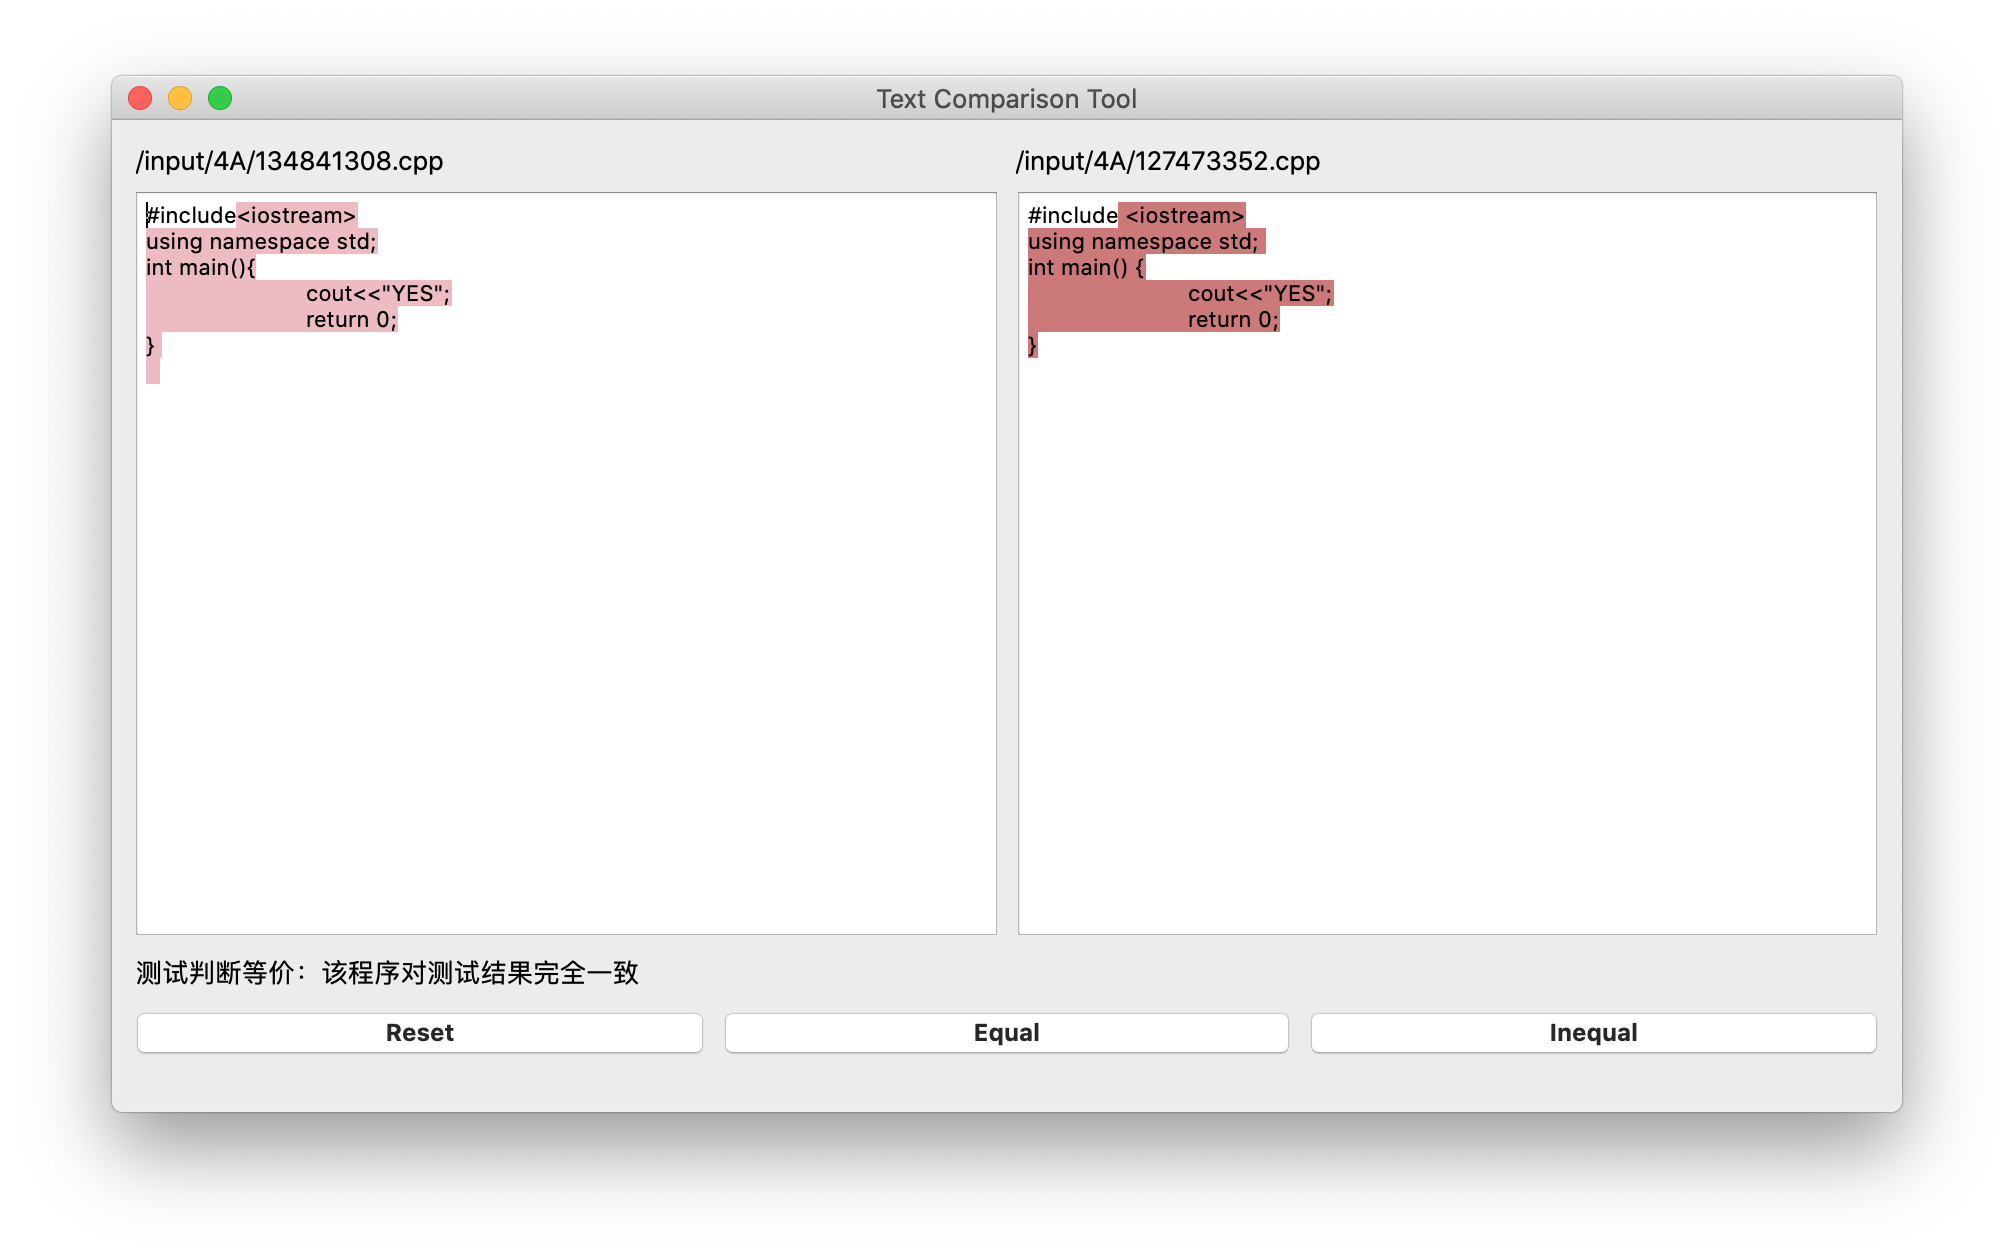 Text Comparison Tool
/input/4A/134841308.cpp
#include<iostream>
using namespace std;
int main(){
cout<<"YES";
return 0;
}
/input/4A/127473352.cpp
#include <iostream>
using namespace std;
int main() {
cout<<"YES";
return 0;
}
测试判断等价：该程序对测试结果完全一致
Reset
Equal
Inequal